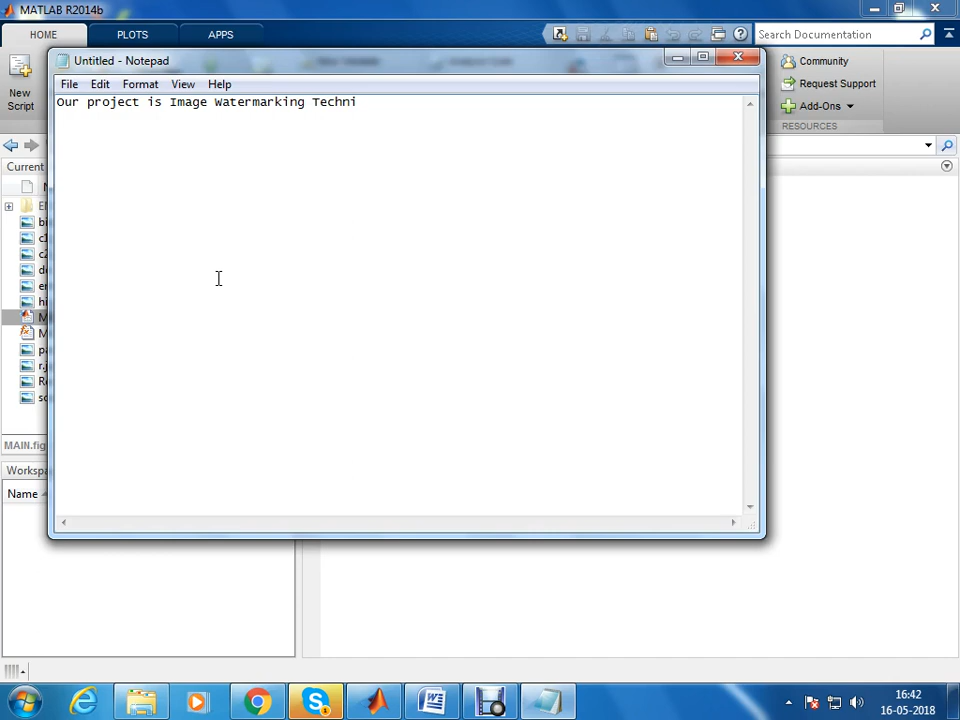 MATLAB R2014b
HOME PLOTS APPS
Search Documentation
Untitled - Notepad
File Edit Format View Help
Our project is Image Watermarking Techni
New
Script
Community
Request Support
Add-Ons
RESOURCES
Current
MAIN.fig
Workspa
Name
16:42
16-05-2018